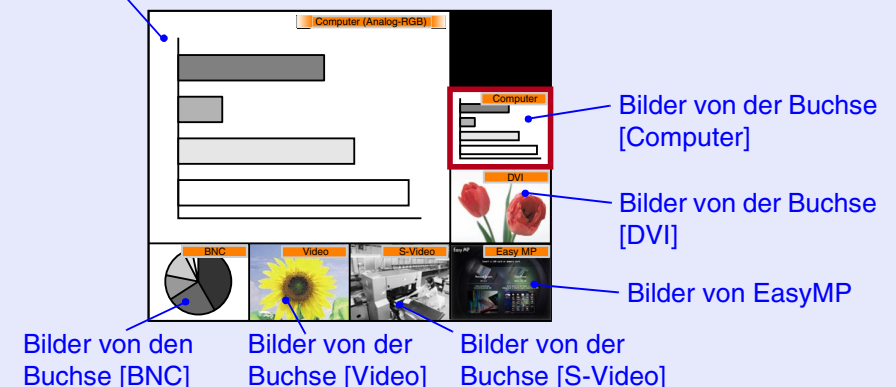 Computer (Analog-RGB)
Computer
Bilder von der Buchse
[Computer]
DVI
Bilder von der Buchse
[DVI]
BNC
Video
S-Video
Easy MP
Easy MP
Bilder von EasyMP
Bilder von den
Buchse [BNC]
Bilder von der
Buchse [Video]
Bilder von der
Buchse [S-Video]